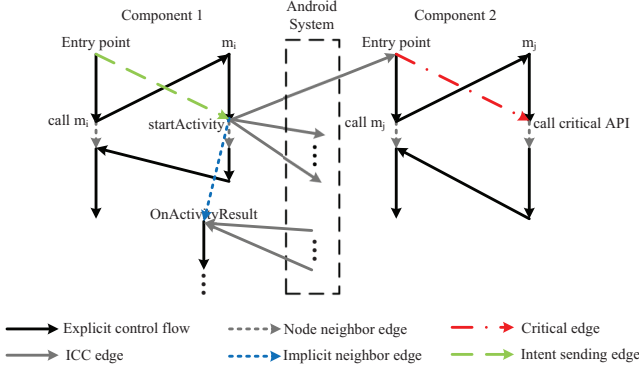 Component 1
Android
System
Component 2
Entry point
mi
Entry point
mj
call mi
startActivity
call mj
call critical API
OnActivityResult
Explicit control flow
Node neighbor edge
Critical edge
ICC edge
Implicit neighbor edge
Intent sending edge